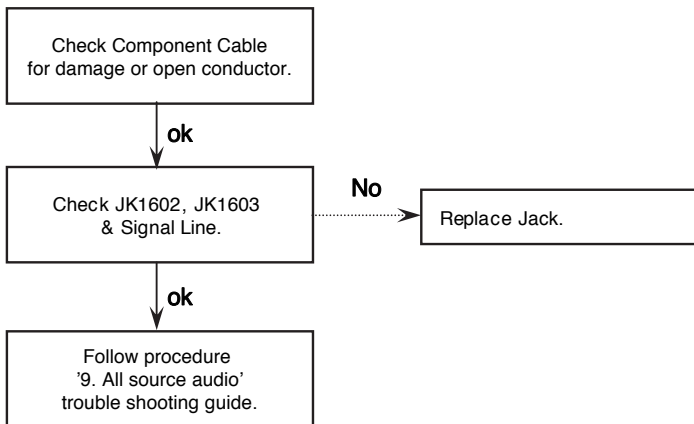 Check Component Cable
for damage or open conductor.
ok
Check JK1602, JK1603
& Signal Line.
No
Replace Jack.
ok
Follow procedure
'9. All source audio'
trouble shooting guide.